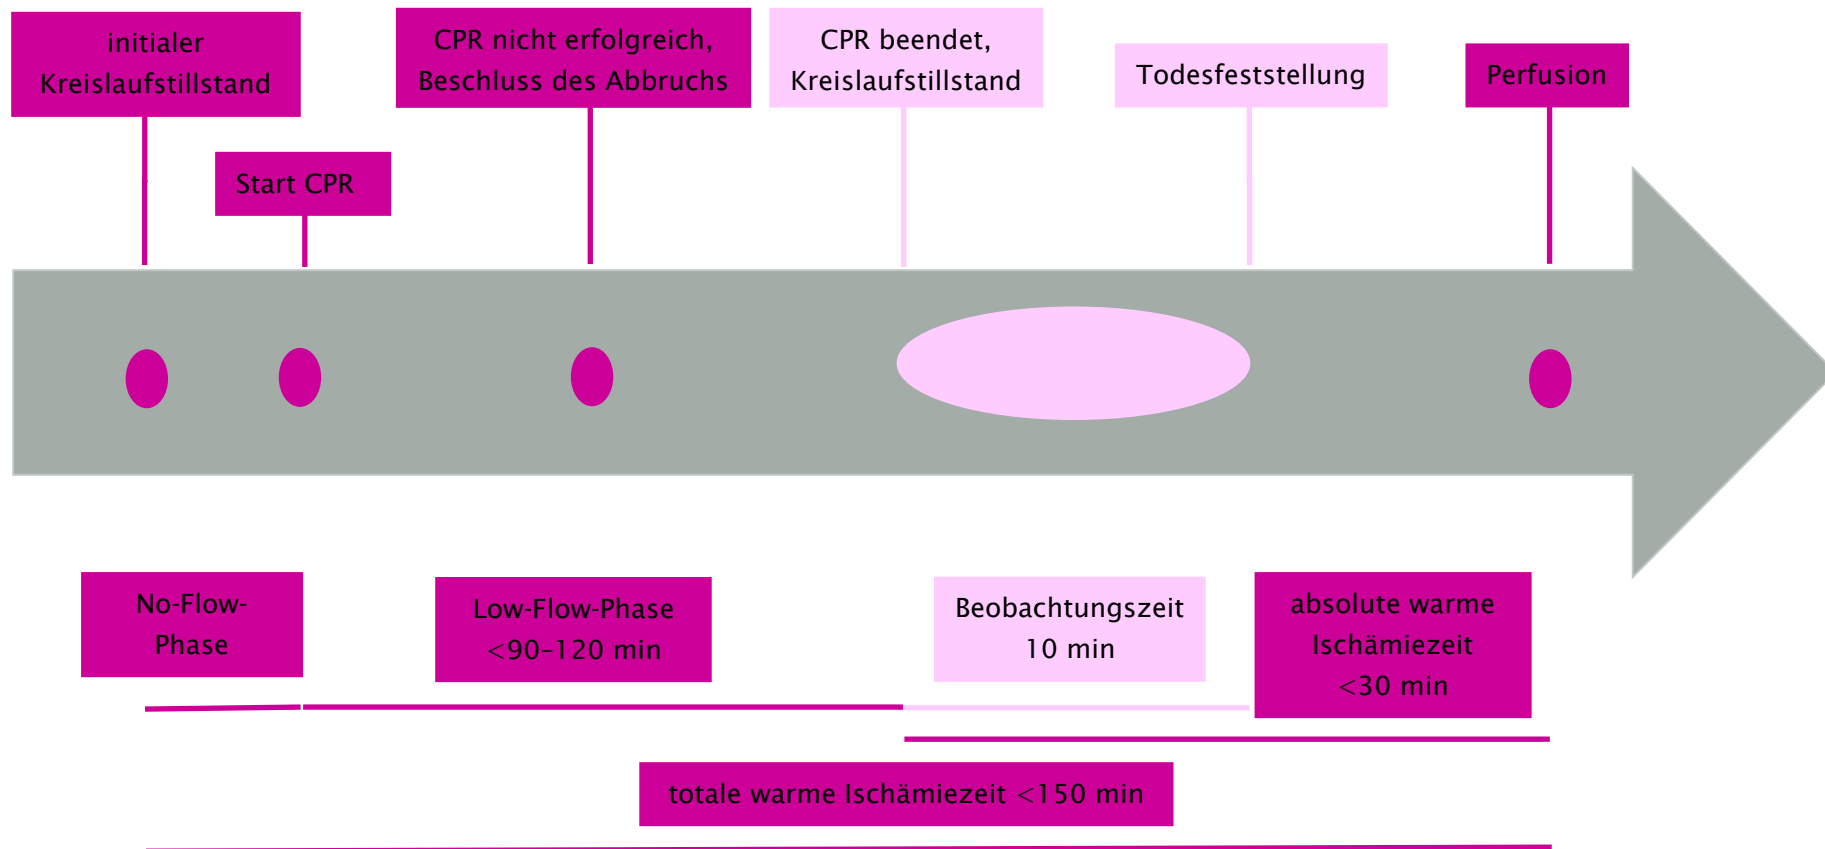 initialer
Kreislaufstillstand
Start CPR
CPR nicht erfolgreich,
Beschluss des Abbruchs
CPR beendet,
Kreislaufstillstand
Todesfeststellung
Perfusion
No-Flow-
Phase
Low-Flow-Phase
<90–120 min
Beobachtungszeit
10 min
absolute warme
Ischämiezeit
<30 min
totale warme Ischämiezeit <150 min